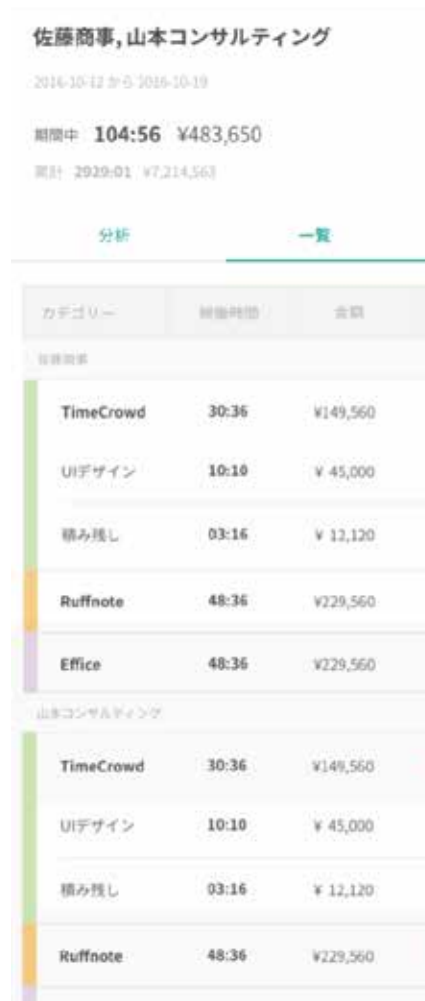 佐藤商事,山本コンサルティング
2016-10-12 から 2016-10-19
期間中 104:56 ¥483,650
累計 2929:01 ¥7,214,563
分析 一覧
カテゴリー 稼働時間 金額
佐藤商事
TimeCrowd 30:36 ¥149,560
UIデザイン 10:10 ¥ 45,000
積み残し 03:16 ¥ 12,120
Ruffnote 48:36 ¥229,560
Effice 48:36 ¥229,560
山本コンサルティング
TimeCrowd 30:36 ¥149,560
UIデザイン 10:10 ¥ 45,000
積み残し 03:16 ¥ 12,120
Ruffnote 48:36 ¥229,560